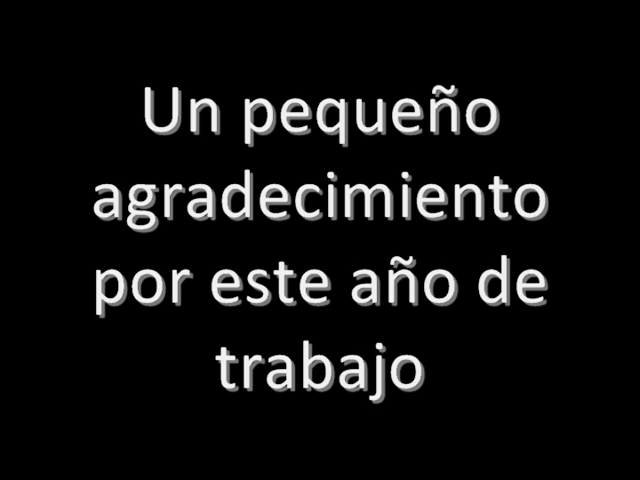 Un pequeño
agradecimiento
por este año de
trabajo